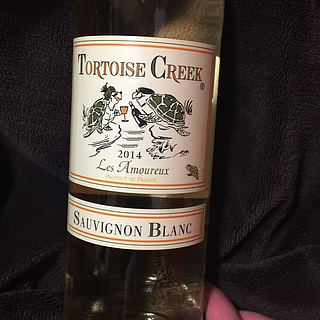 TORTOISE CREEK®
2014
Les Amoureux
PRODUCT OF FRANCE
SAUVIGNON BLANC